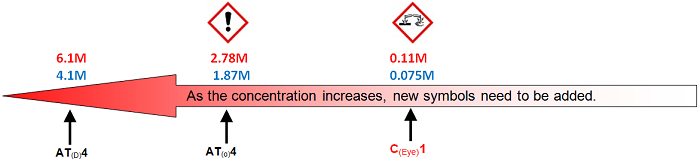 6.1M 2.78M 0.11M
4.1M 1.87M 0.075M
As the concentration increases, new symbols need to be added.
AT(D)4 AT(o)4 C(Eye)1